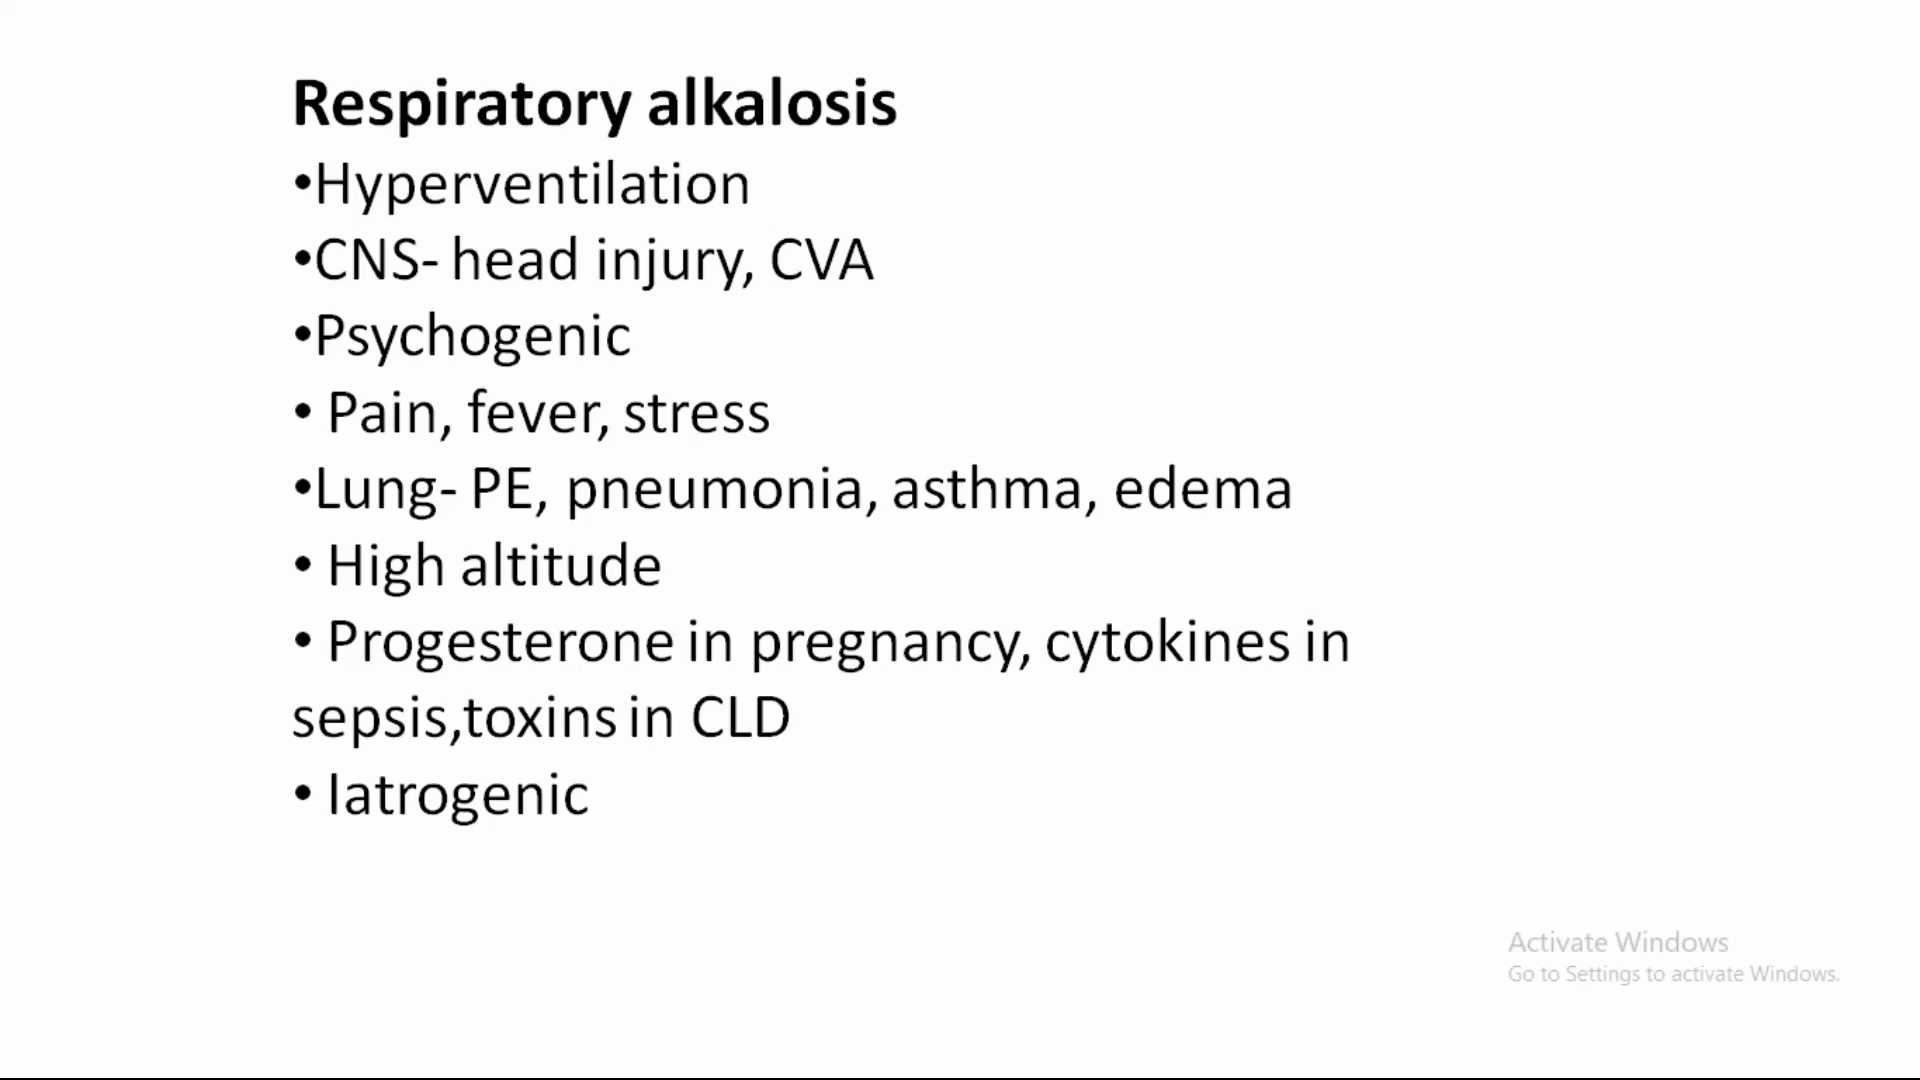 Respiratory alkalosis
•Hyperventilation
•CNS- head injury, CVA
•Psychogenic
• Pain, fever, stress
•Lung- PE, pneumonia, asthma, edema
• High altitude
• Progesterone in pregnancy, cytokines in
sepsis,toxins in CLD
• Iatrogenic
Activate Windows
Go to Settings to activate Windows.